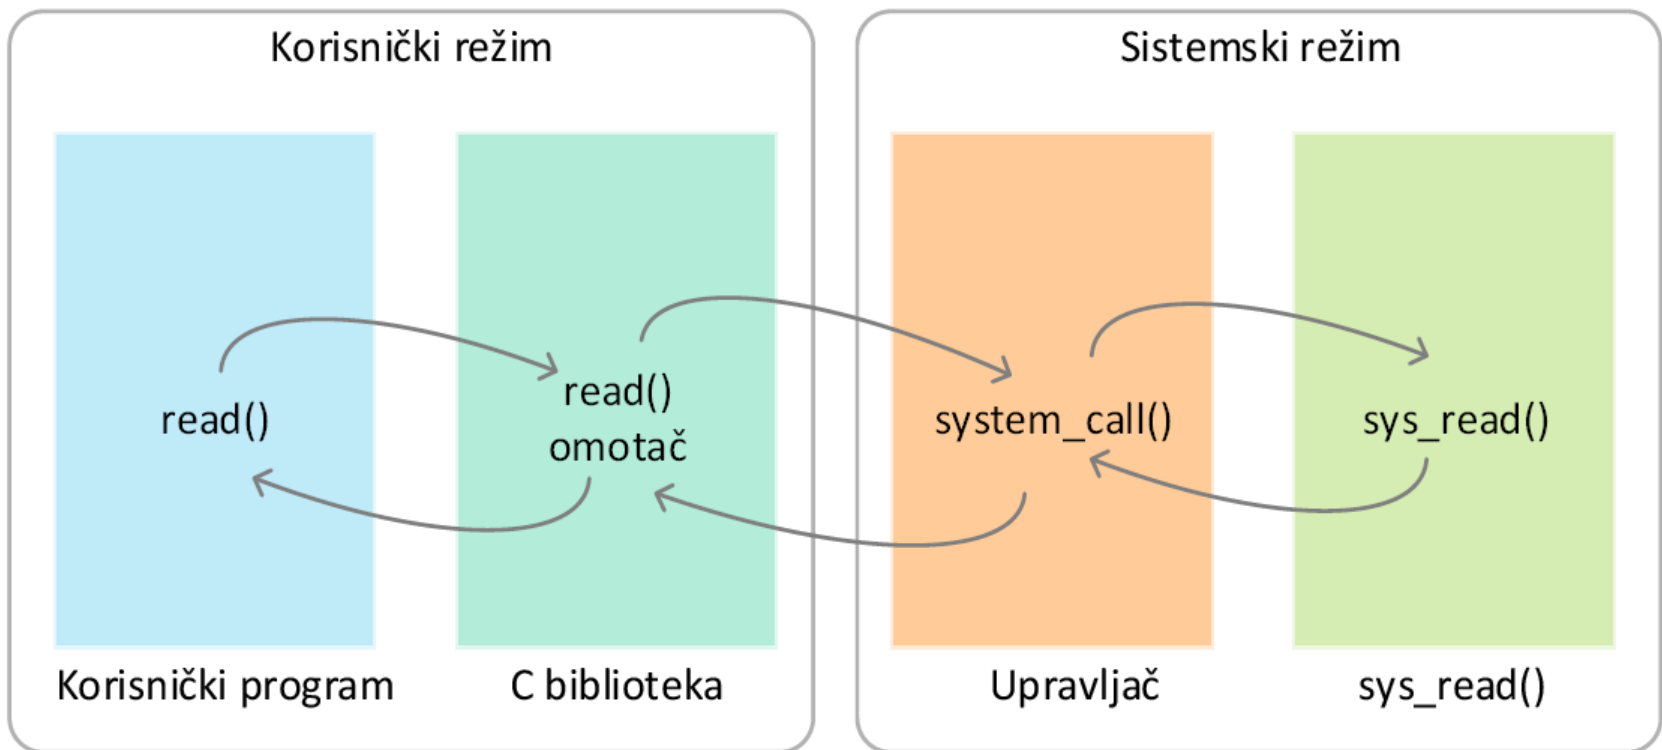 Korisnički režim
Sistemski režim
read()
read()
omotač
system_call()
sys_read()
Korisnički program
C biblioteka
Upravljač
sys_read()